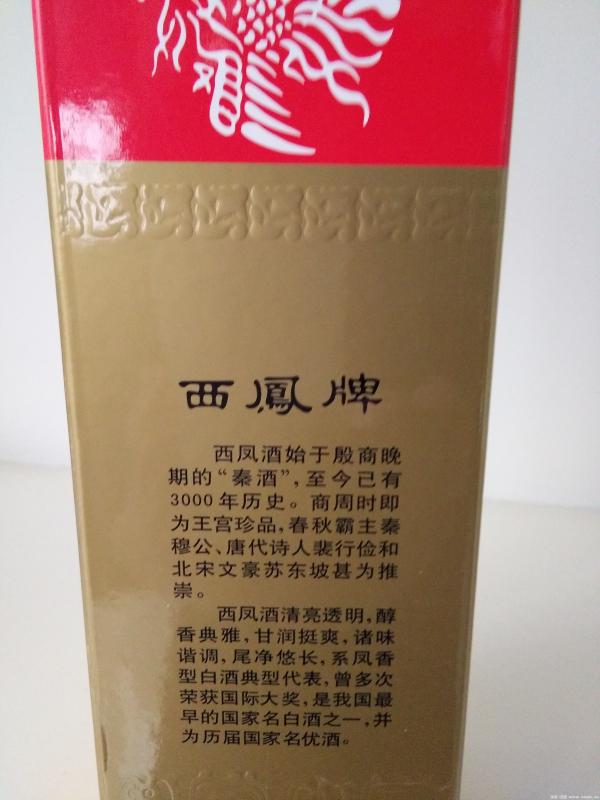 西鳳牌
西凤酒始于殷商晚
期的“秦酒”，至今已有
3000年历史。商周时即
为王宫珍品，春秋霸主秦
穆公、唐代诗人裴行俭和
北宋文豪苏东坡甚为推
崇。
西凤酒清亮透明，醇
香典雅，甘润挺爽，诸味
谐调，尾净悠长，系凤香
型白酒典型代表，曾多次
荣获国际大奖，是我国最
早的国家名白酒之一，并
为历届国家名优酒。